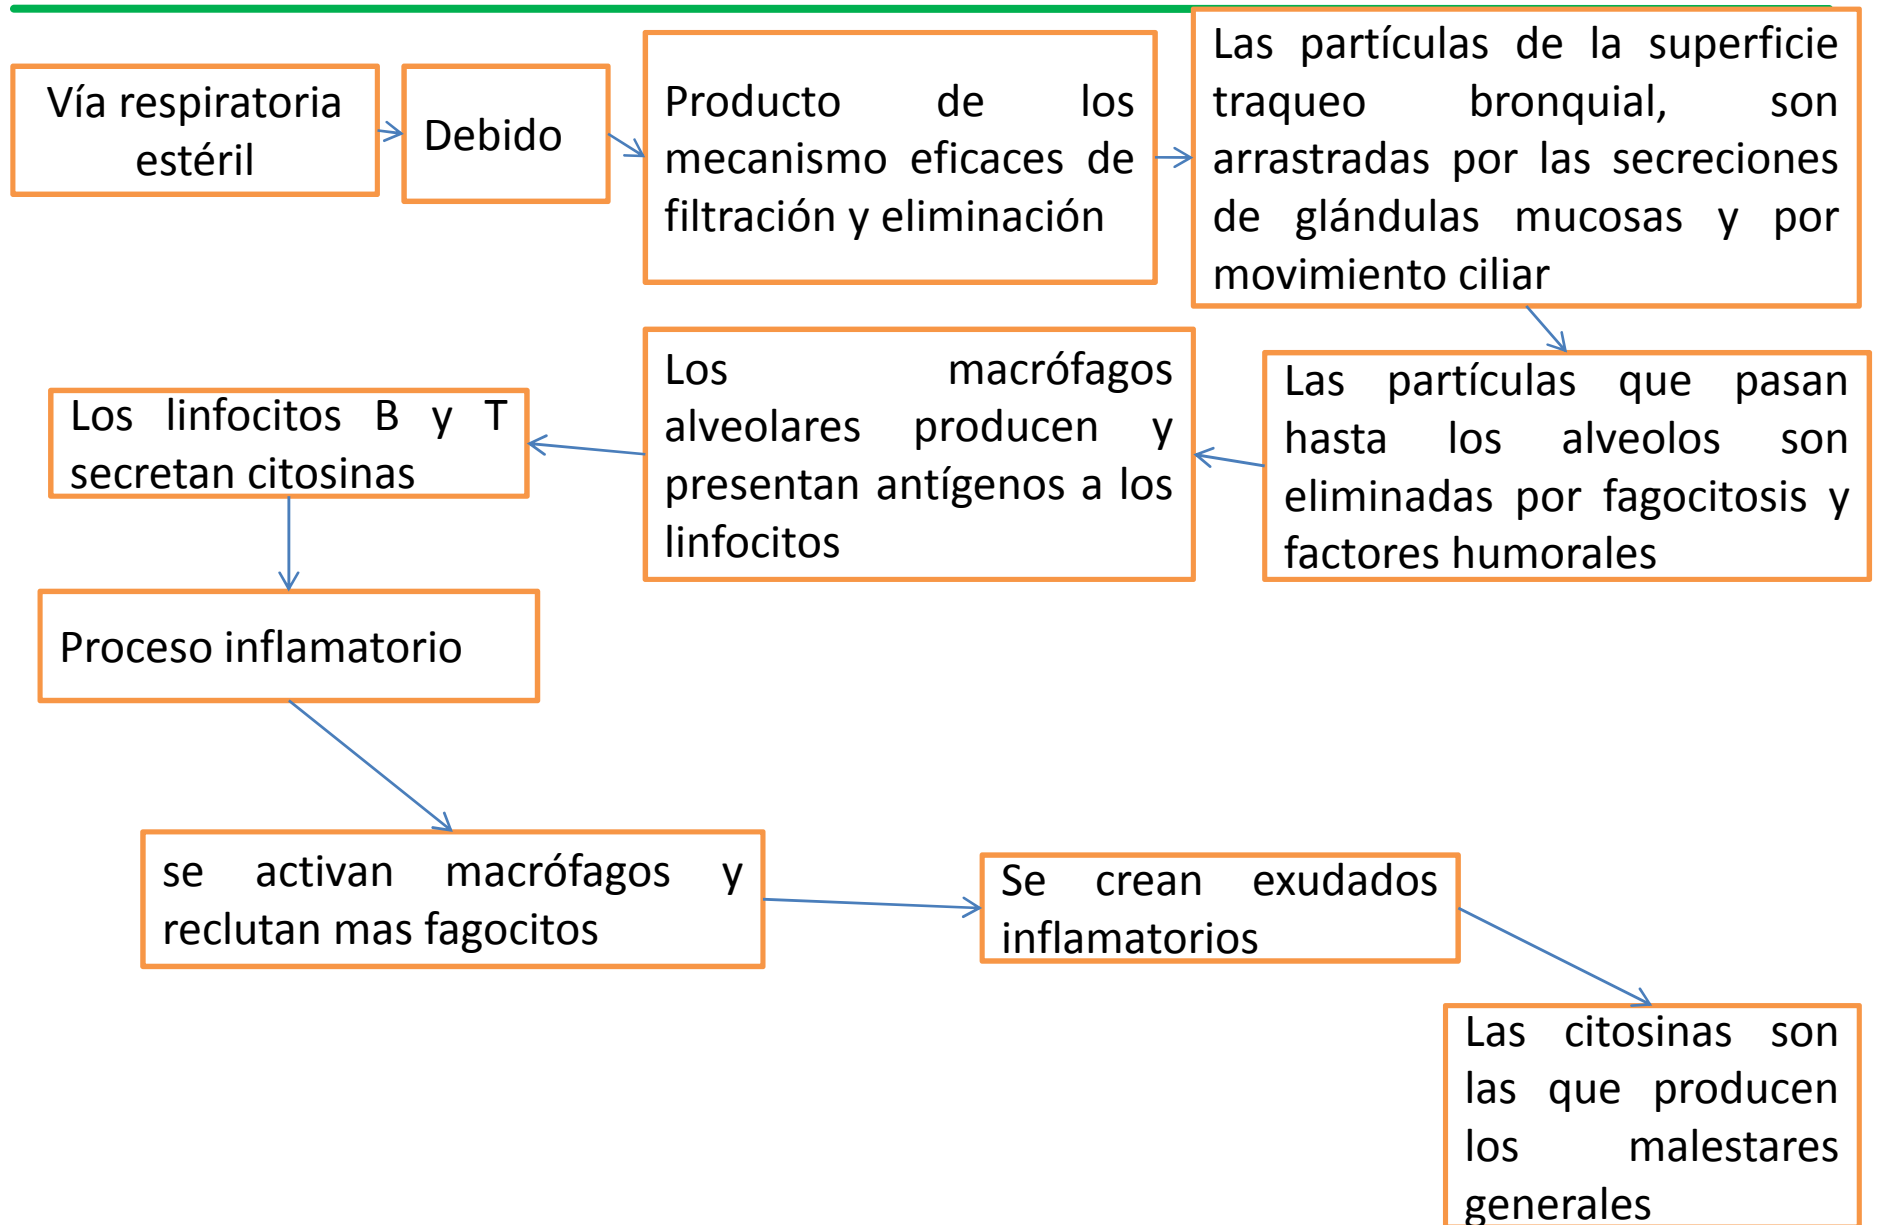 Vía respiratoria
estéril
Debido
Producto de los
mecanismo eficaces de
filtración y eliminación
Las partículas de la superficie
traqueo bronquial, son
arrastradas por las secreciones
de glándulas mucosas y por
movimiento ciliar
Las partículas que pasan
hasta los alveolos son
eliminadas por fagocitosis y
factores humorales
Los macrófagos
alveolares producen y
presentan antígenos a los
linfocitos
Los linfocitos B y T
secretan citosinas
Proceso inflamatorio
se activan macrófagos y
reclutan mas fagocitos
Se crean exudados
inflamatorios
Las citosinas son
las que producen
los malestares
generales